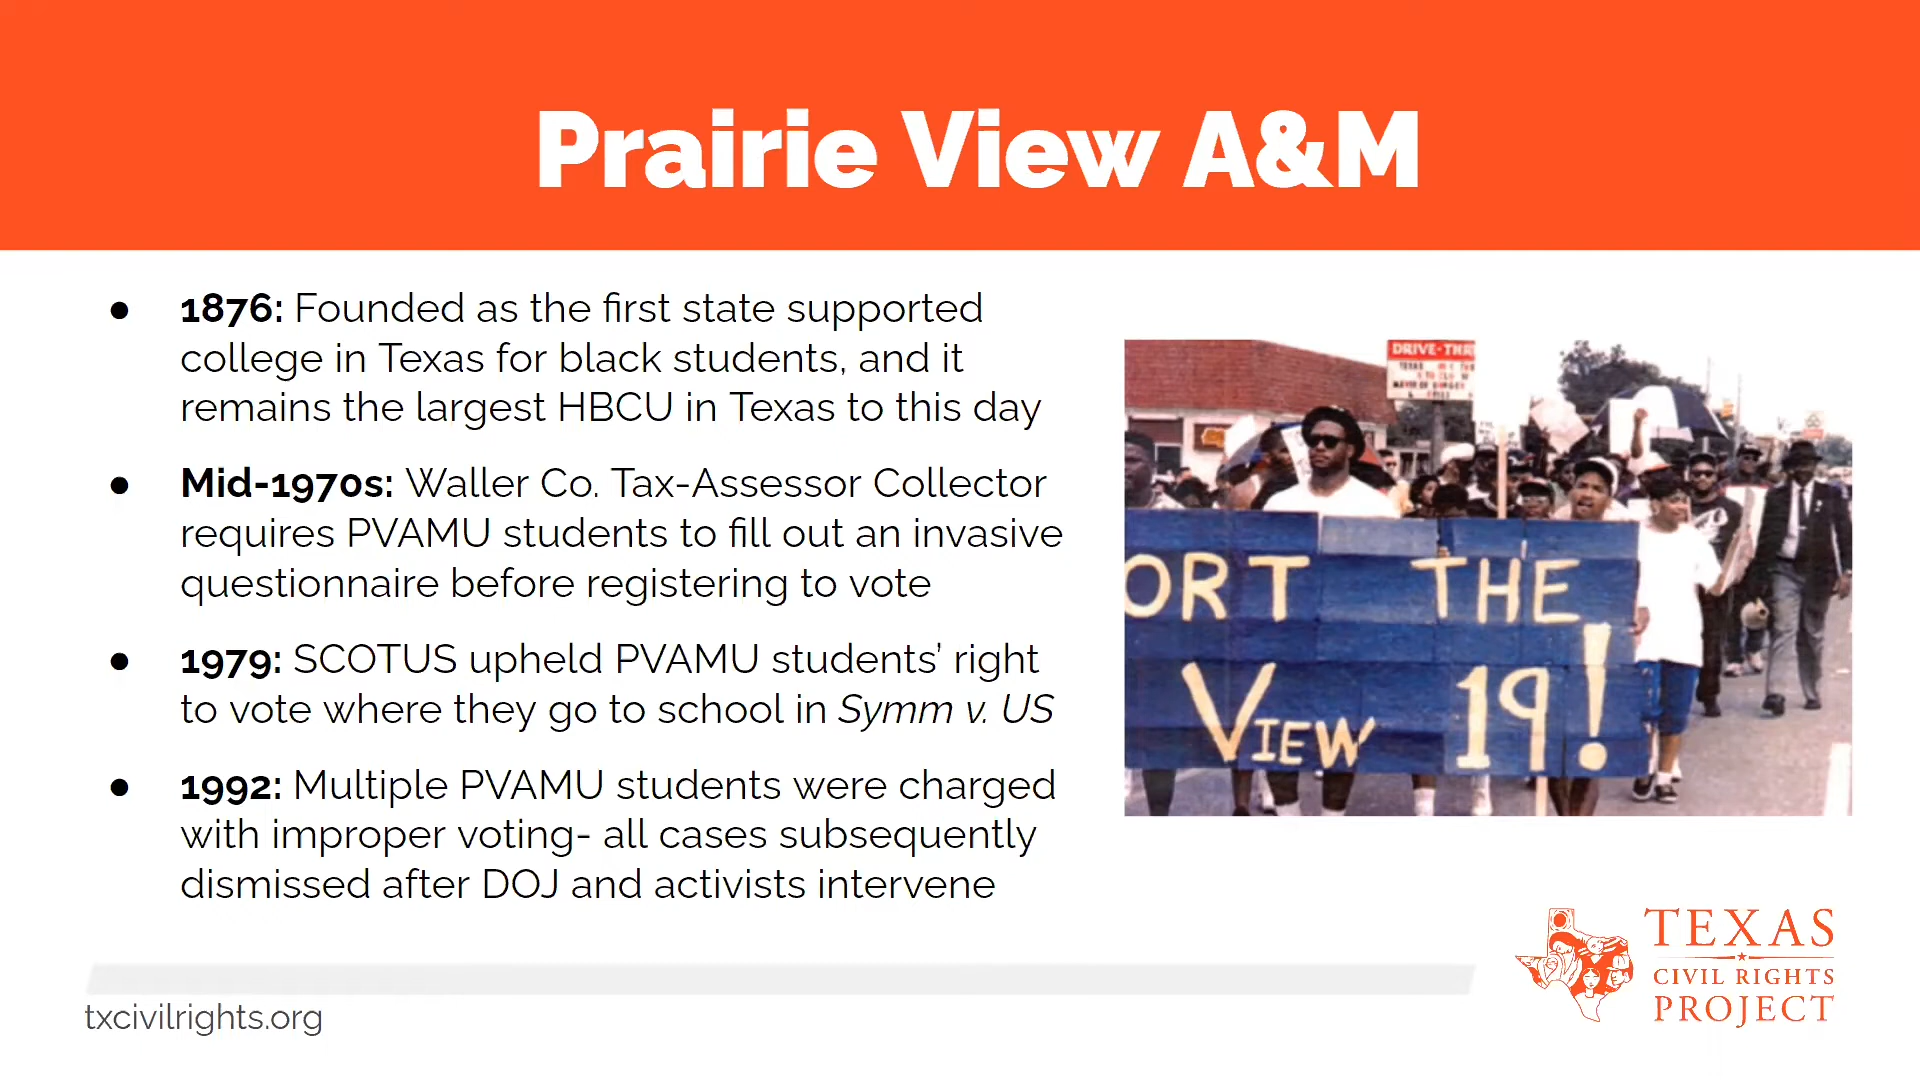 Prairie View A&M
● 1876: Founded as the first state supported
college in Texas for black students, and it
remains the largest HBCU in Texas to this day
● Mid-1970s: Waller Co. Tax-Assessor Collector
requires PVAMU students to fill out an invasive
questionnaire before registering to vote
● 1979: SCOTUS upheld PVAMU students’ right
to vote where they go to school in Symm v. US
● 1992: Multiple PVAMU students were charged
with improper voting- all cases subsequently
dismissed after DOJ and activists intervene
DRIVE-THR
ORT THE
VIEW 19!
TEXAS
CIVIL RIGHTS
PROJECT
txcivilrights.org